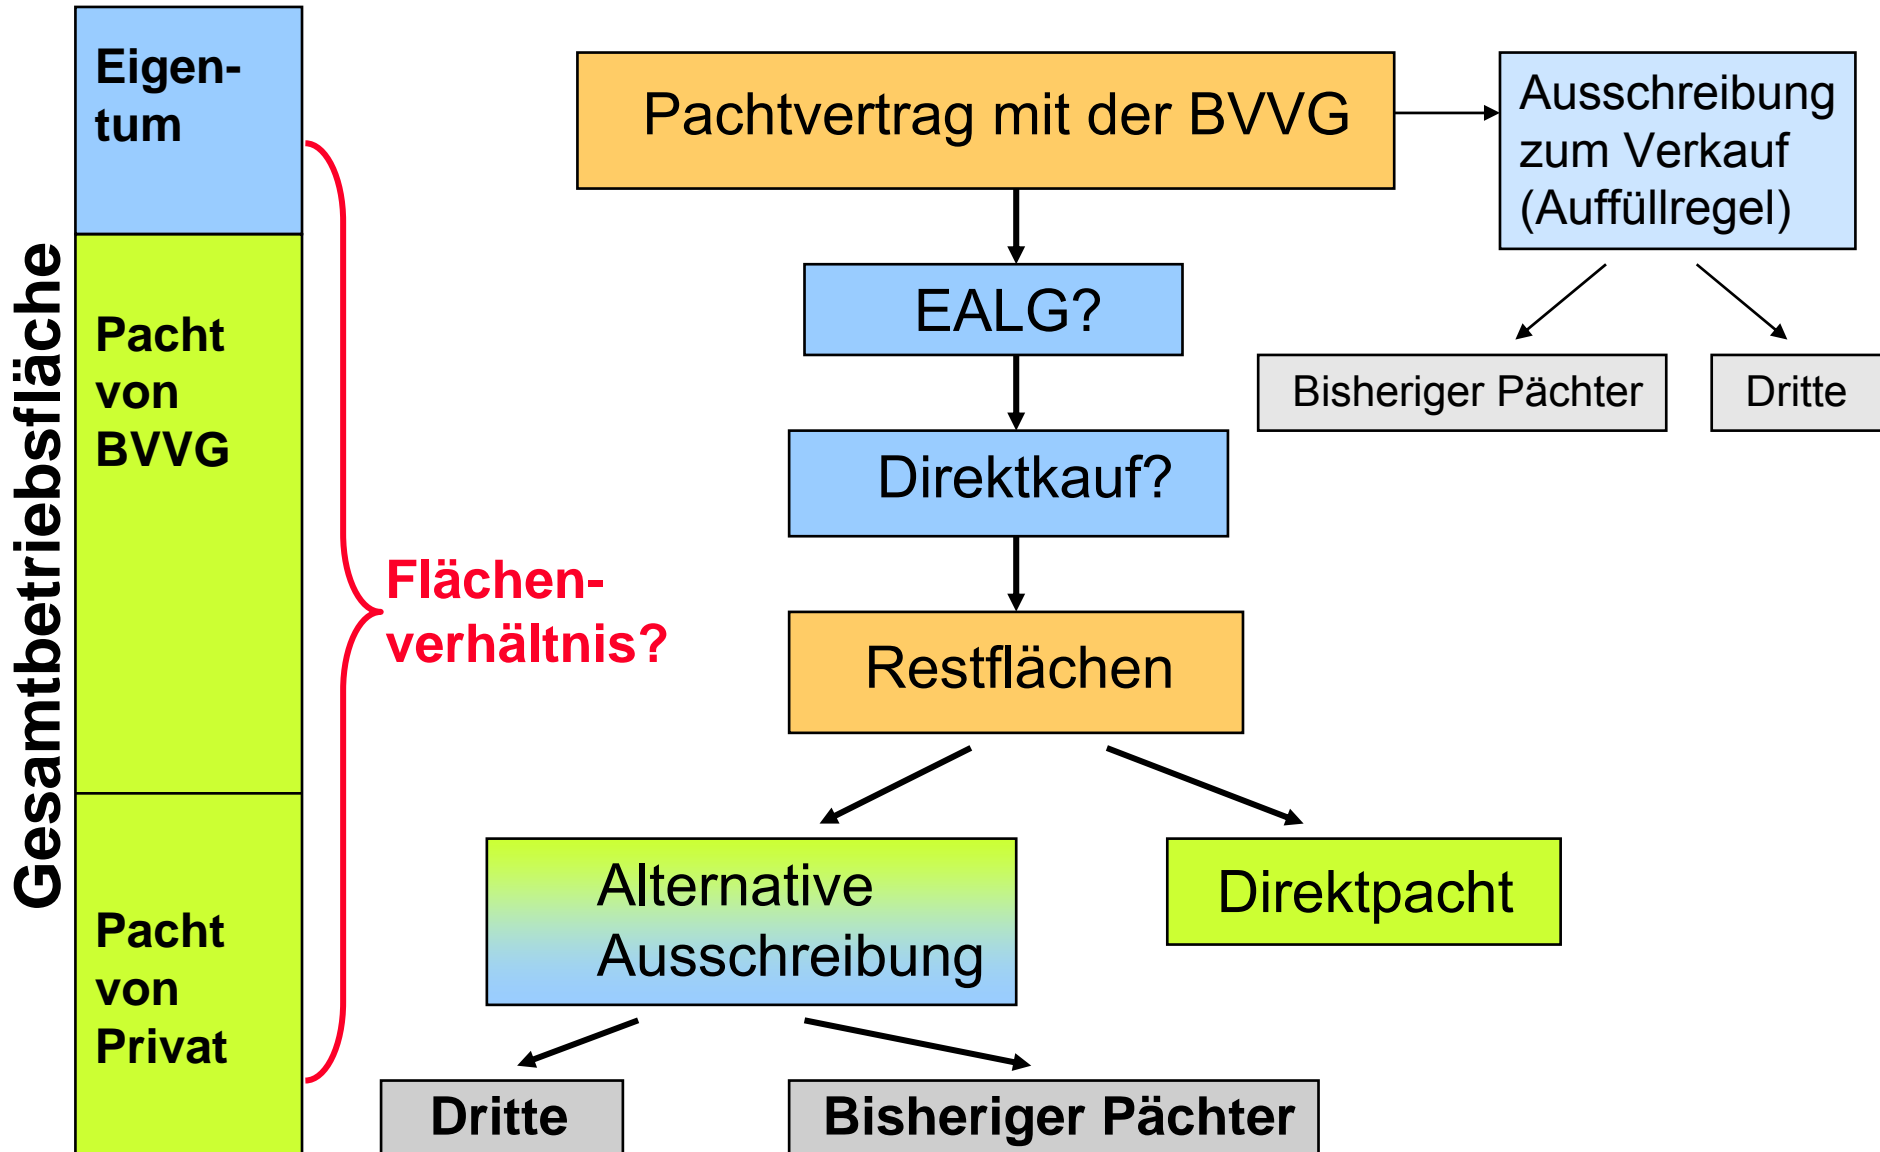 Gesamtbetriebsfläche
Eigen-
tum
Pacht
von
BVVG
Pacht
von
Privat
Flächen-
verhältnis?
Pachtvertrag mit der BVVG
Ausschreibung
zum Verkauf
(Auffüllregel)
EALG?
Bisheriger Pächter
Dritte
Direktkauf?
Restflächen
Alternative
Ausschreibung
Direktpacht
Dritte
Bisheriger Pächter